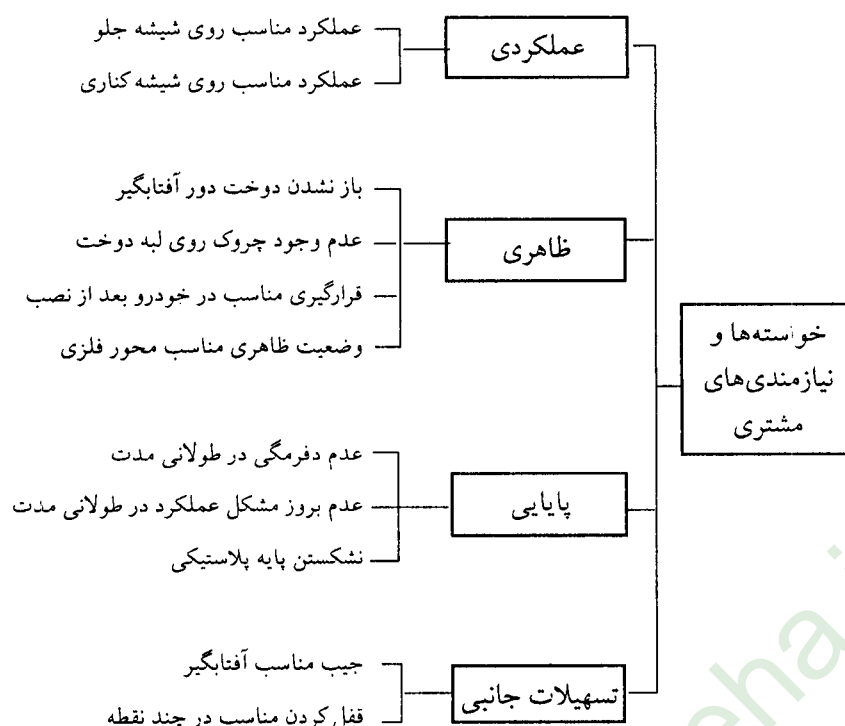 خواسته‌ها و
نیازمندی‌های
مشتری
عملکردی
عملکرد مناسب روی شیشه جلو
عملکرد مناسب روی شیشه کناری
ظاهری
باز نشدن دوخت دور آفتابگیر
عدم وجود چروک روی لبه دوخت
قرارگیری مناسب در خودرو بعد از نصب
وضعیت ظاهری مناسب محور فلزی
پایایی
عدم دفرمگی در طولانی مدت
عدم بروز مشکل عملکرد در طولانی مدت
نشکستن پایه پلاستیکی
تسهیلات جانبی
جیب مناسب آفتابگیر
قفل کردن مناسب در چند نقطه
eha.